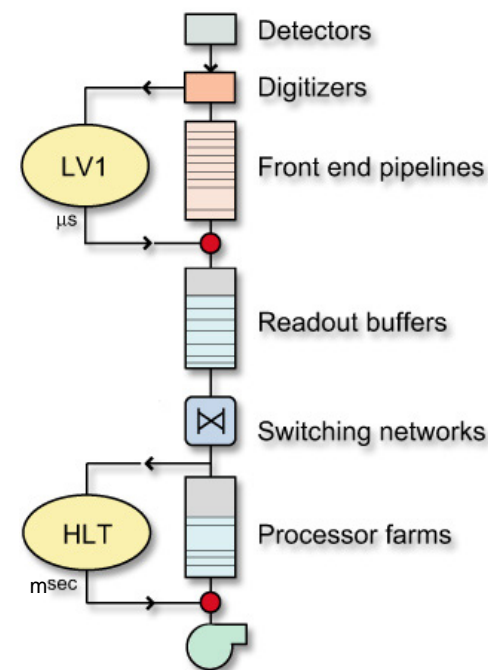 Detectors
Digitizers
LV1
Front end pipelines
μs
Readout buffers
Switching networks
HLT
Processor farms
msec